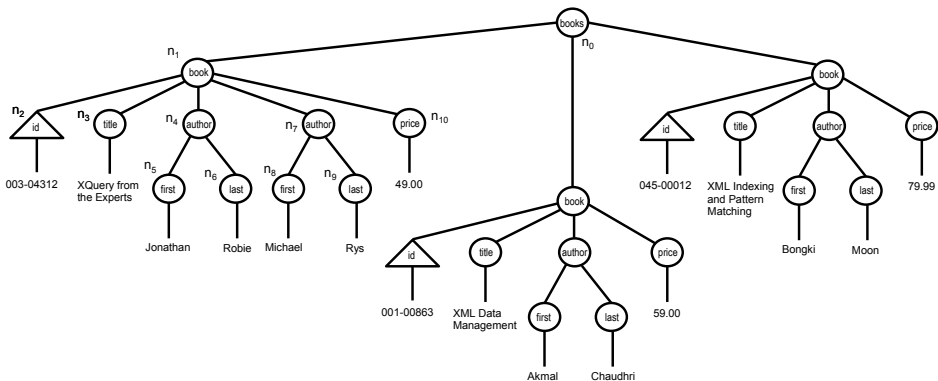 books
n0
n1
book
n2
id
003-04312
n3
title
XQuery from
the Experts
n4
author
n5
first
Jonathan
n6
last
Robie
n7
author
n8
first
Michael
n9
last
Rys
price
n10
49.00
book
id
001-00863
title
XML Data
Management
author
first
Akmal
last
Chaudhri
price
59.00
book
id
045-00012
title
XML Indexing
and Pattern
Matching
author
first
Bongki
last
Moon
price
79.99